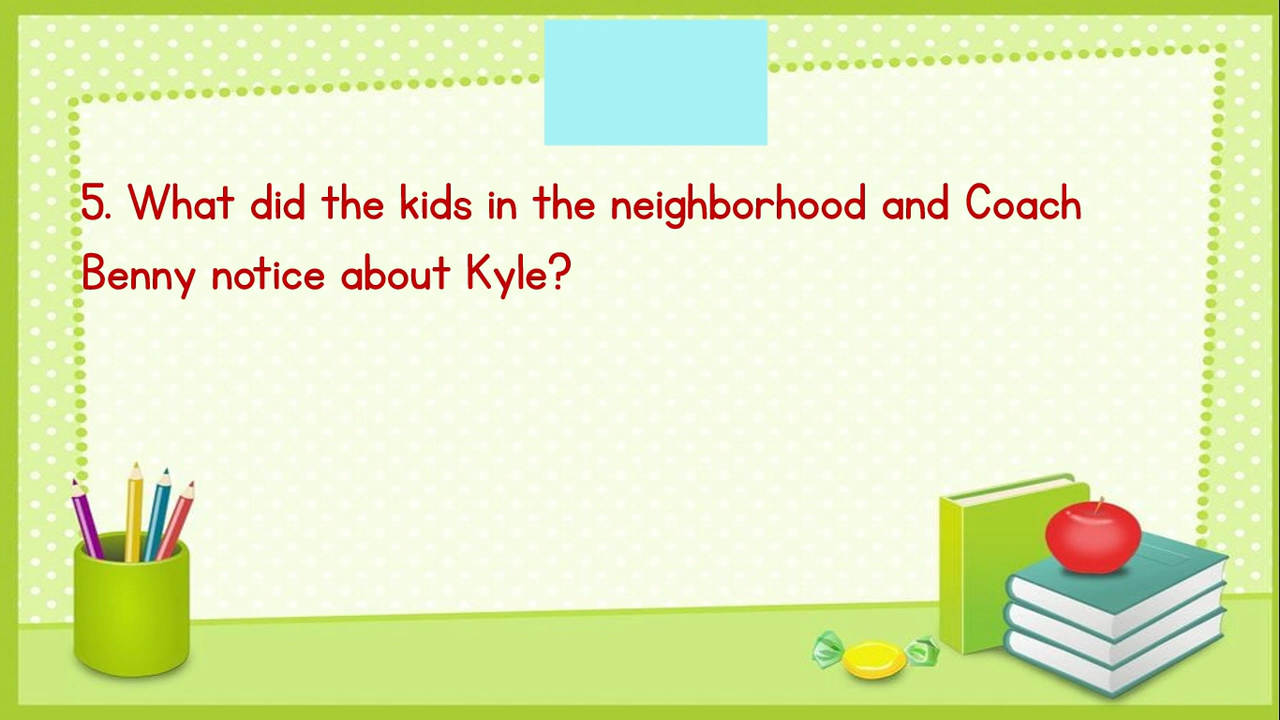 5. What did the kids in the neighborhood and Coach
Benny notice about Kyle?